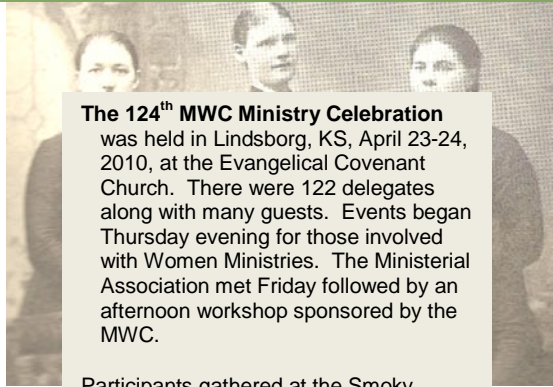 The 124th MWC Ministry Celebration
was held in Lindsborg, KS, April 23-24,
2010, at the Evangelical Covenant
Church.  There were 122 delegates
along with many guests.  Events began
Thursday evening for those involved
with Women Ministries.  The Ministerial
Association met Friday followed by an
afternoon workshop sponsored by the
MWC.
Participants gathered at the Smoky